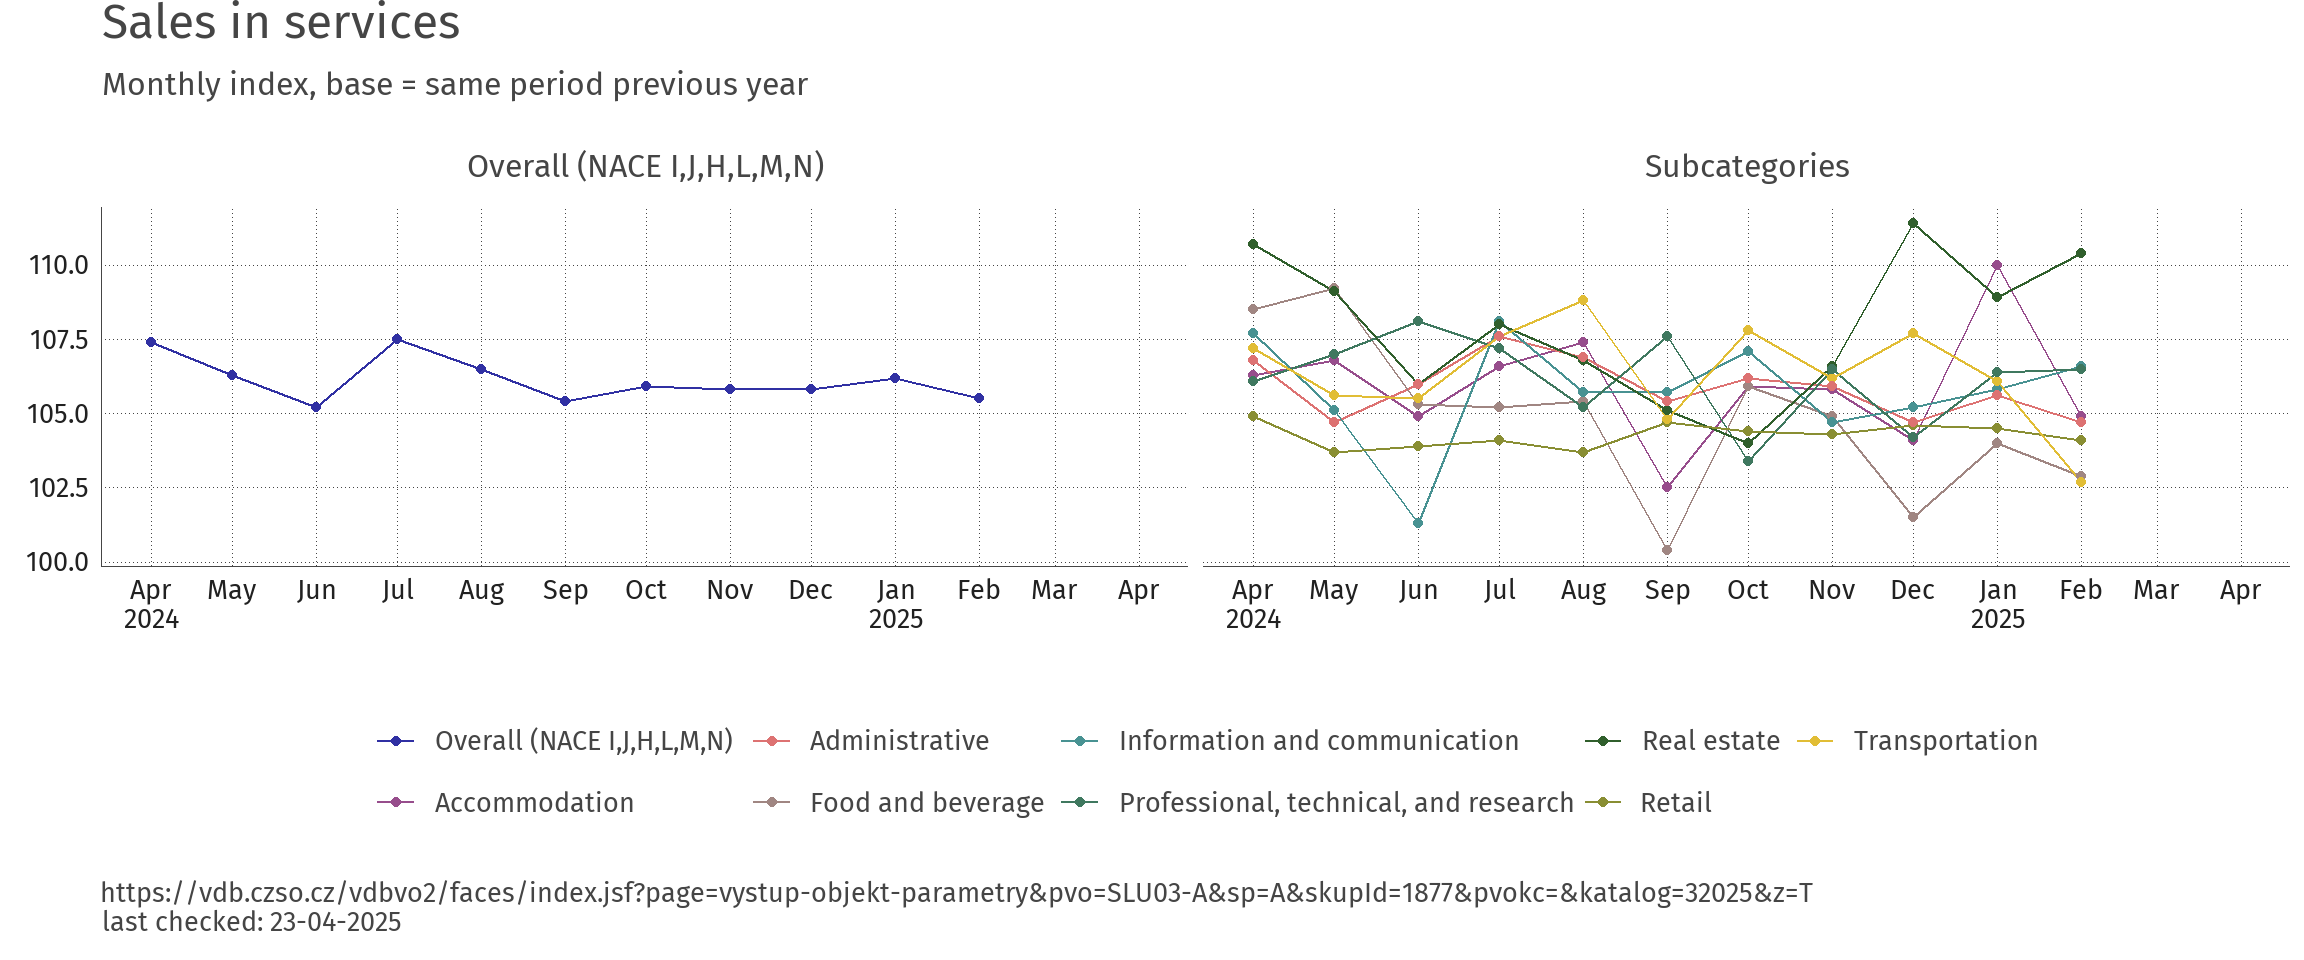 Sales in services
Monthly index, base = same period previous year
Overall (NACE I,J,H,L,M,N)
Subcategories
110.0
107.5
105.0
102.5
100.0
Apr May Jun Jul Aug Sep Oct Nov Dec Jan Feb Mar Apr
2024 2025
Apr May Jun Jul Aug Sep Oct Nov Dec Jan Feb Mar Apr
2024 2025
Overall (NACE I,J,H,L,M,N) Administrative Information and communication Real estate Transportation
Accommodation Food and beverage Professional, technical, and research Retail
https://vdb.czso.cz/vdbvo2/faces/index.jsf?page=vystup-objekt-parametry&pvo=SLU03-A&sp=A&skupId=1877&pvokc=&katalog=32025&z=T
last checked: 23-04-2025